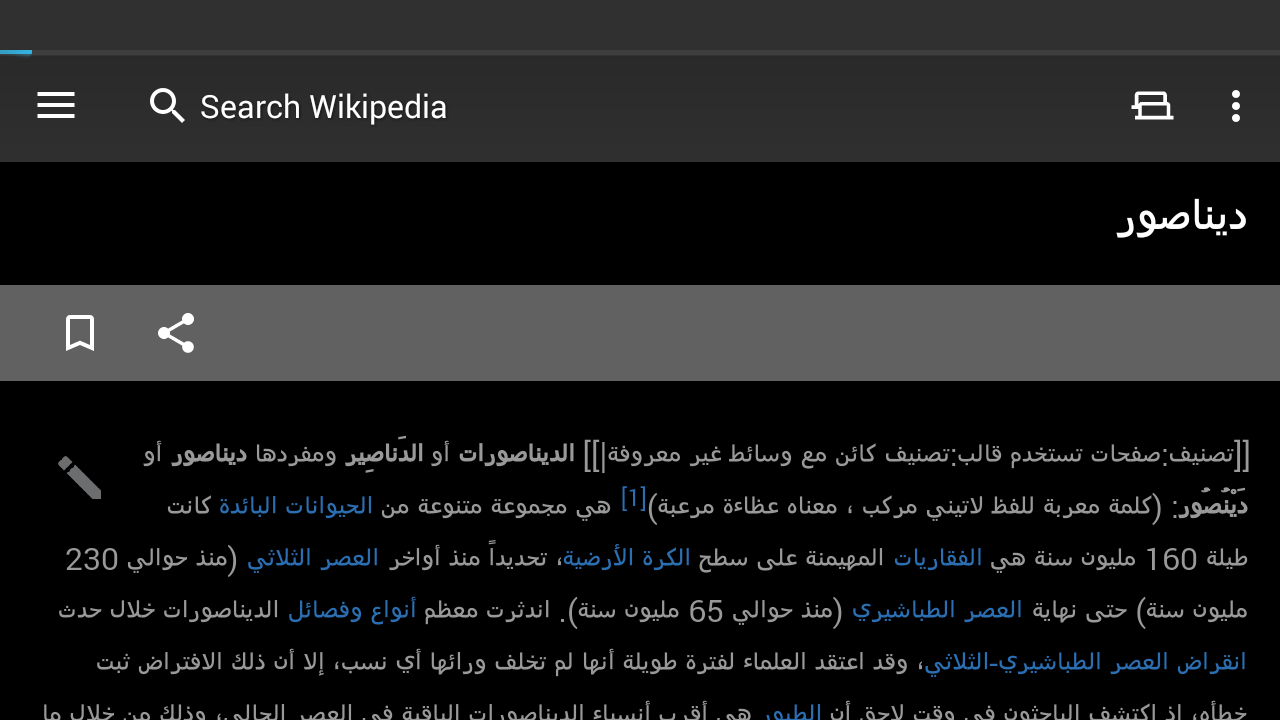 Search Wikipedia
ديناصور
[[تصنيف:صفحات تستخدم قالب:تصنيف كائن مع وسائط غير معروفة|]] الديناصورات أو الدَناصِير ومفردها ديناصور أو
دَيْنُصُور: (كلمة معربة للفظ لاتيني مركب ، معناه عظاءة مرعبة)[1] هي مجموعة متنوعة من الحيوانات البائدة كانت
طيلة 160 مليون سنة هي الفقاريات المهيمنة على سطح الكرة الأرضية، تحديداً منذ أواخر العصر الثلاثي (منذ حوالي 230
مليون سنة) حتى نهاية العصر الطباشيري (منذ حوالي 65 مليون سنة). اندثرت معظم أنواع وفصائل الديناصورات خلال حدث
انقراض العصر الطباشيري-الثلاثي، وقد اعتقد العلماء لفترة طويلة أنها لم تخلف ورائها أي نسب، إلا أن ذلك الافتراض ثبت
خطأه، إذ اكتشف الباحثون في وقت لاحق أن الطيور هي أقرب أنسباء الديناصورات الباقية في العصر الحالي، وذلك من خلال ما